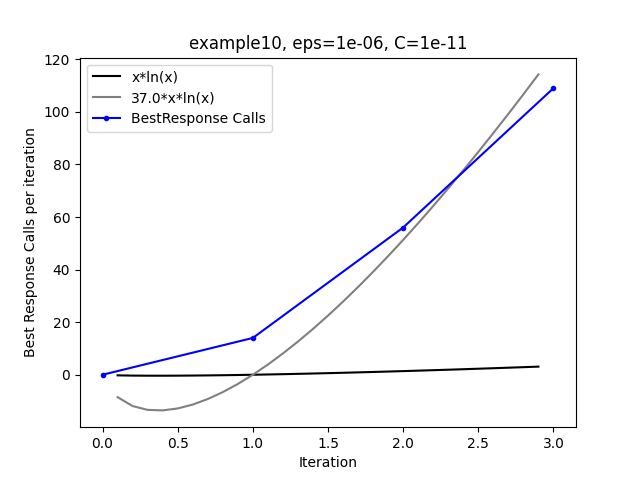 example10, eps=1e-06, C=1e-11
x*ln(x)
37.0*x*ln(x)
BestResponse Calls
Best Response Calls per iteration
120
100
80
60
40
20
0
0.0 0.5 1.0 1.5 2.0 2.5 3.0
Iteration